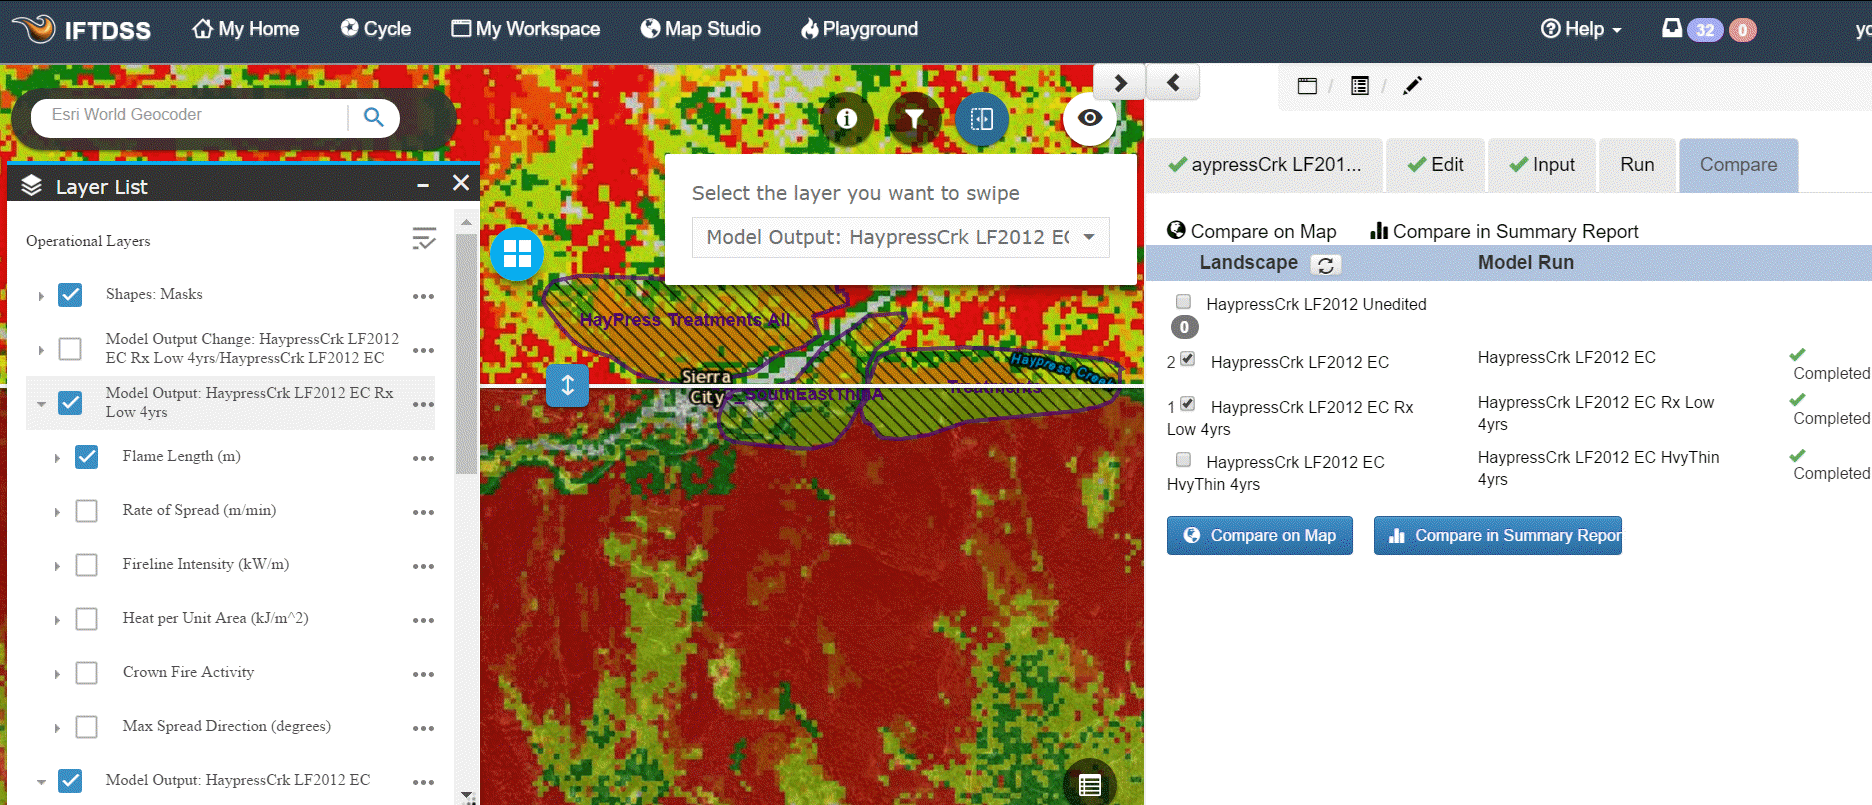 IFTDSS
My Home
Cycle
My Workspace
Map Studio
Playground
Help
32
0
Esri World Geocoder
Layer List
Operational Layers
Shapes: Masks
Model Output Change: HaypressCrk LF2012
EC Rx Low 4yrs/HaypressCrk LF2012 EC
Model Output: HaypressCrk LF2012 EC Rx
Low 4yrs
Flame Length (m)
Rate of Spread (m/min)
Fireline Intensity (kW/m)
Heat per Unit Area (kJ/m^2)
Crown Fire Activity
Max Spread Direction (degrees)
Model Output: HaypressCrk LF2012 EC
Select the layer you want to swipe
Model Output: HaypressCrk LF2012 EC
HayPress Treatments All
Haypress Creek
Sierra
City
Treatments
SouthEastThinA
aypressCrk LF201...
Edit
Input
Run
Compare
Compare on Map
Compare in Summary Report
Landscape
Model Run
HaypressCrk LF2012 Unedited
0
2 HaypressCrk LF2012 EC
HaypressCrk LF2012 EC
Completed
1 HaypressCrk LF2012 EC Rx
Low 4yrs
HaypressCrk LF2012 EC Rx Low
4yrs
Completed
HaypressCrk LF2012 EC
HvyThin 4yrs
HaypressCrk LF2012 EC HvyThin
4yrs
Completed
Compare on Map
Compare in Summary Repor